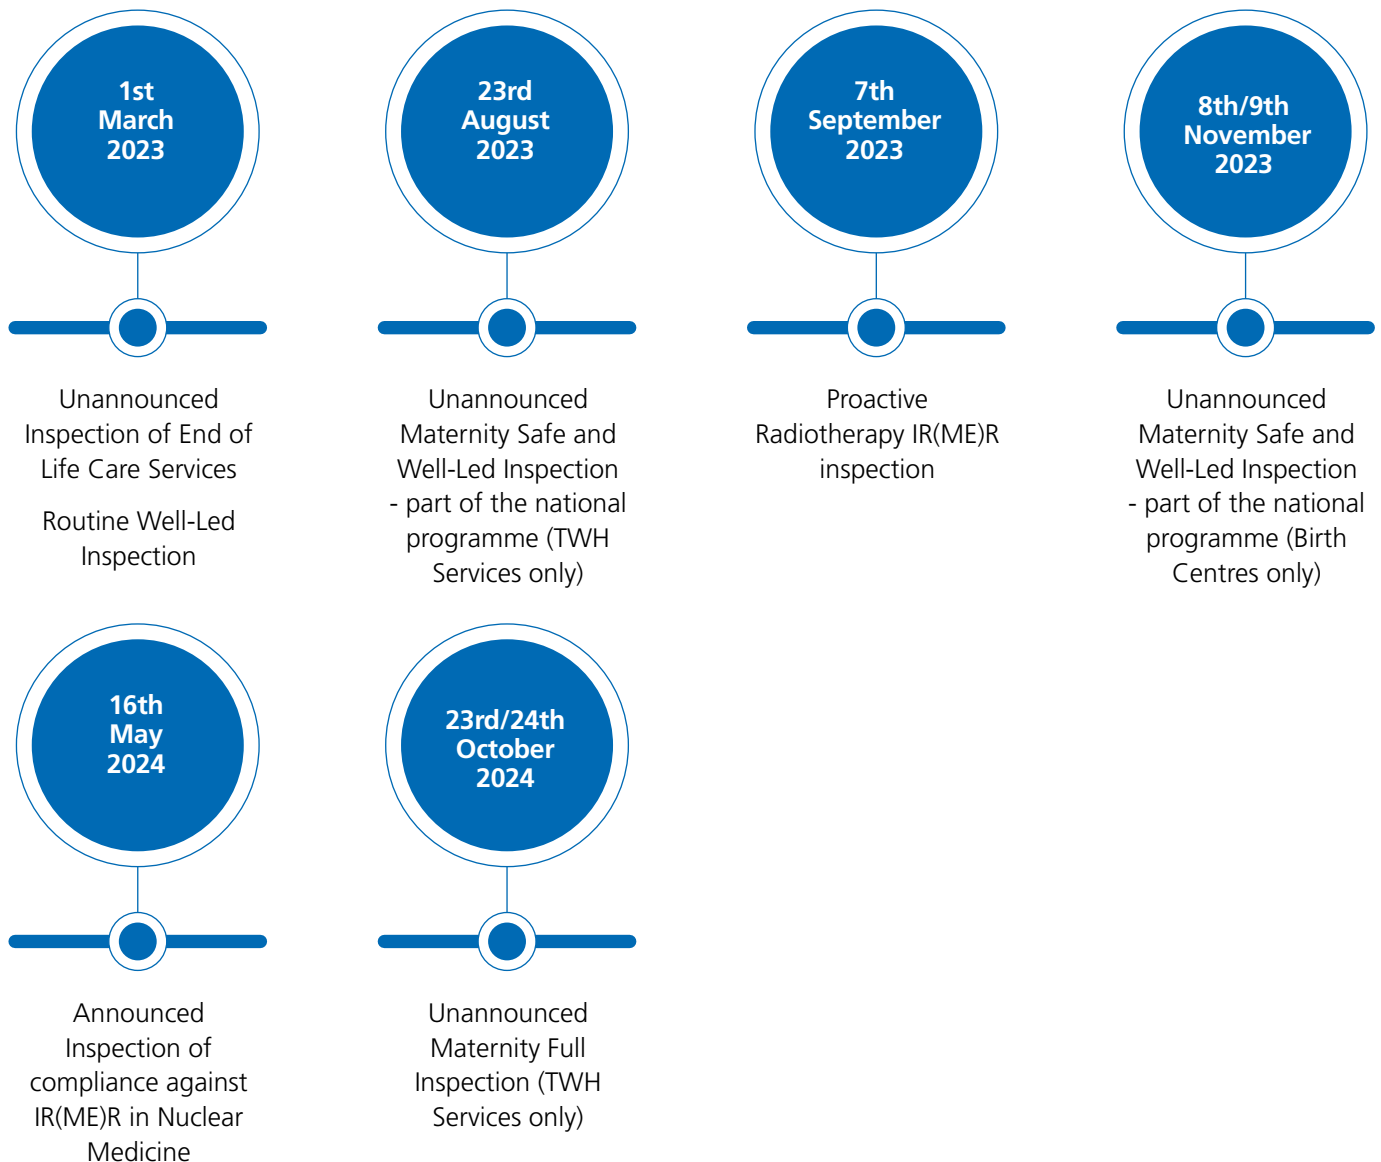 1st
March
2023
Unannounced
Inspection of End of
Life Care Services
Routine Well-Led
Inspection
23rd
August
2023
Unannounced
Maternity Safe and
Well-Led Inspection
- part of the national
programme (TWH
Services only)
7th
September
2023
Proactive
Radiotherapy IR(ME)R
inspection
8th/9th
November
2023
Unannounced
Maternity Safe and
Well-Led Inspection
- part of the national
programme (Birth
Centres only)
16th
May
2024
Announced
Inspection of
compliance against
IR(ME)R in Nuclear
Medicine
23rd/24th
October
2024
Unannounced
Maternity Full
Inspection (TWH
Services only)